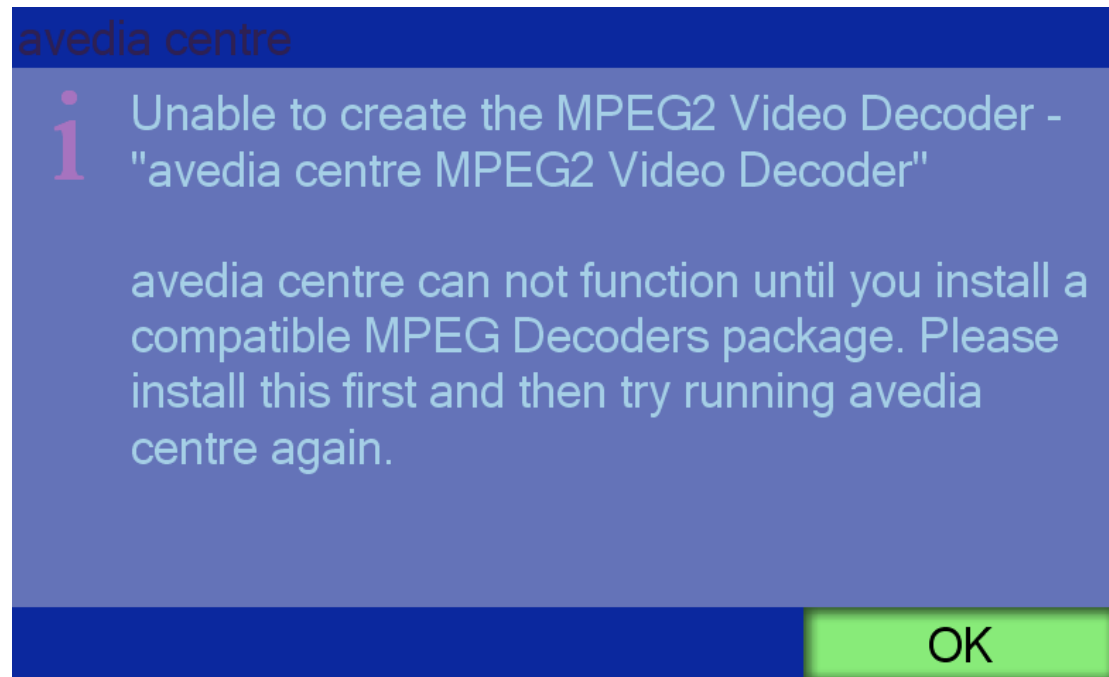 avedia centre
i
Unable to create the MPEG2 Video Decoder -
"avedia centre MPEG2 Video Decoder"
avedia centre can not function until you install a
compatible MPEG Decoders package. Please
install this first and then try running avedia
centre again.
OK